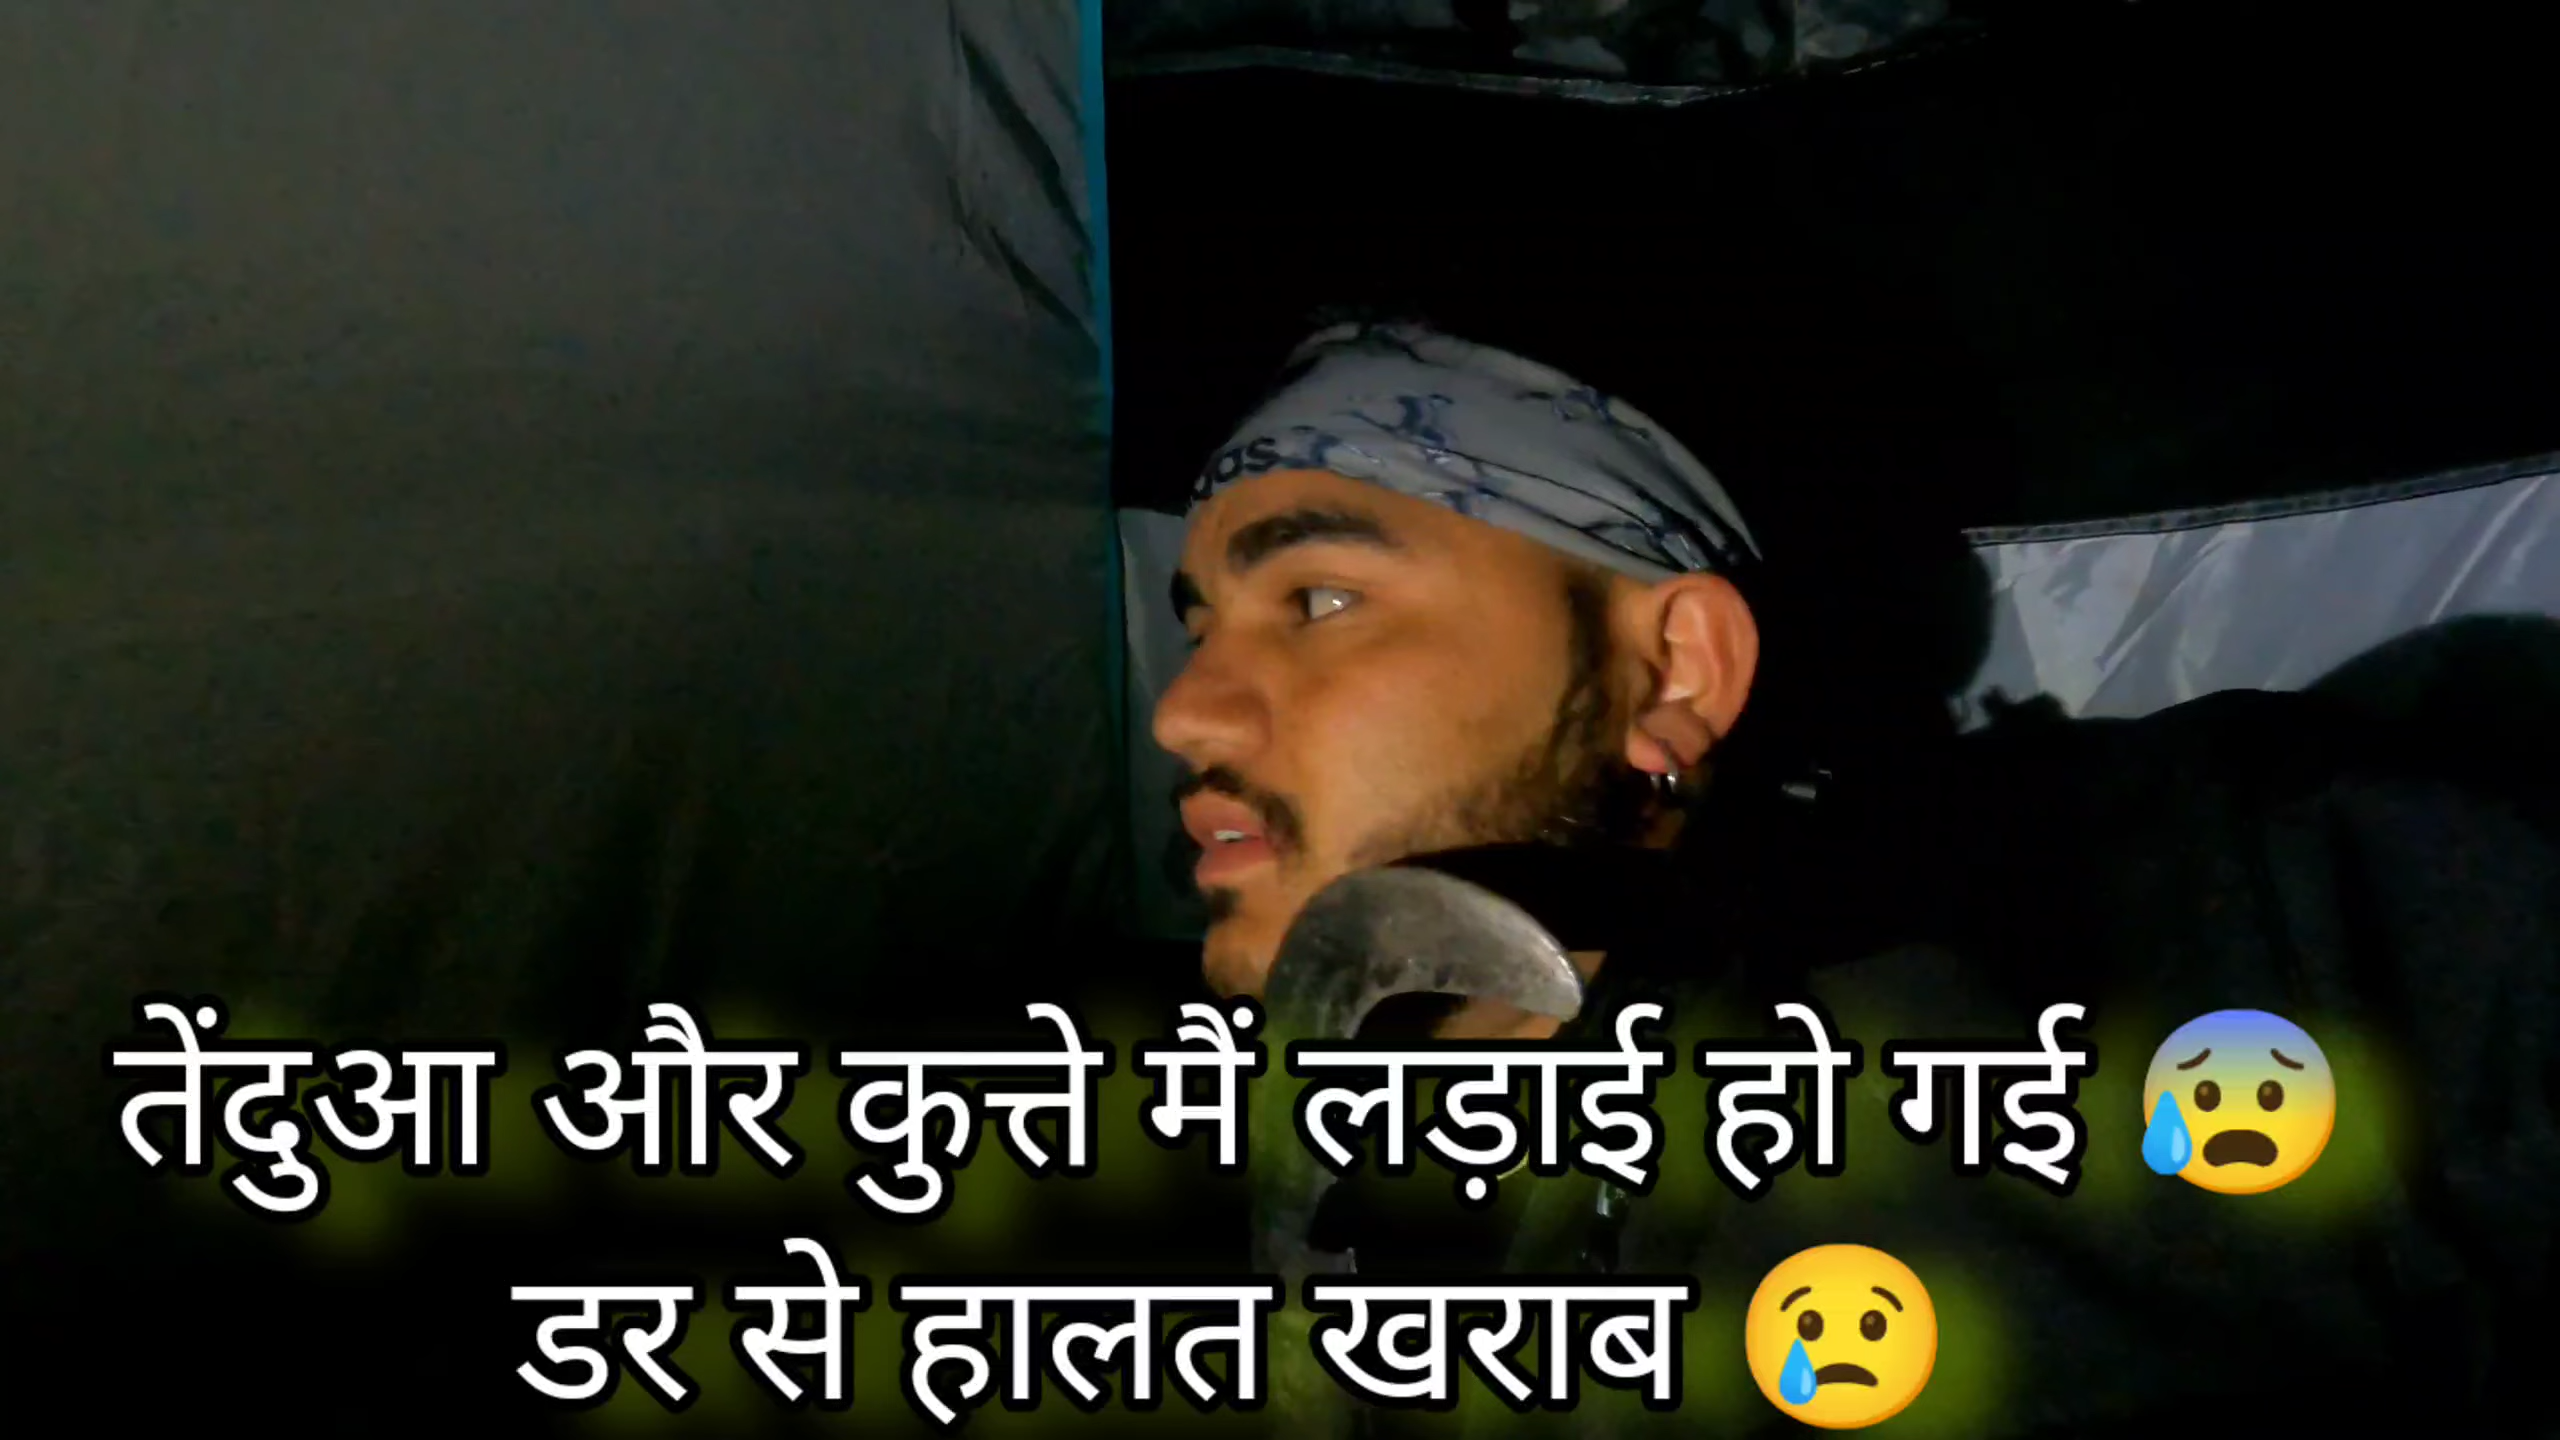 तेंदुआ और कुत्ते मैं लड़ाई हो गई 😰
डर से हालत खराब 😢